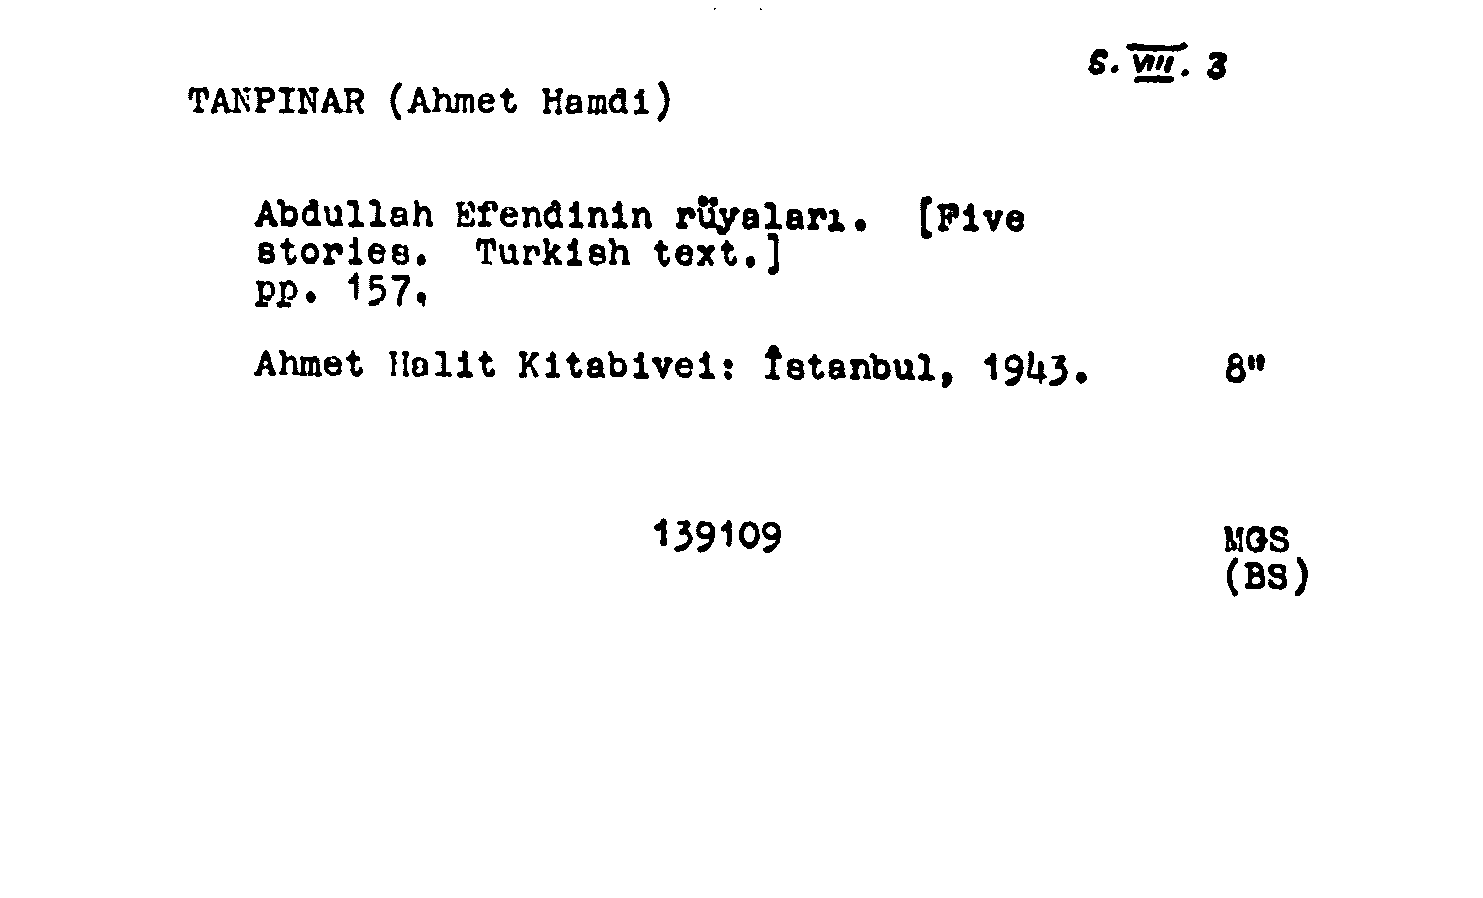 S. VIII. 3
TANPINAR (Ahmet Hamdi)
Abdullah Efendinin rüyaları. [Five
stories. Turkish text.]
pp. 157.
Ahmet Halit Kitabivei: İstanbul, 1943. 8"
139109 MGS
(BS)